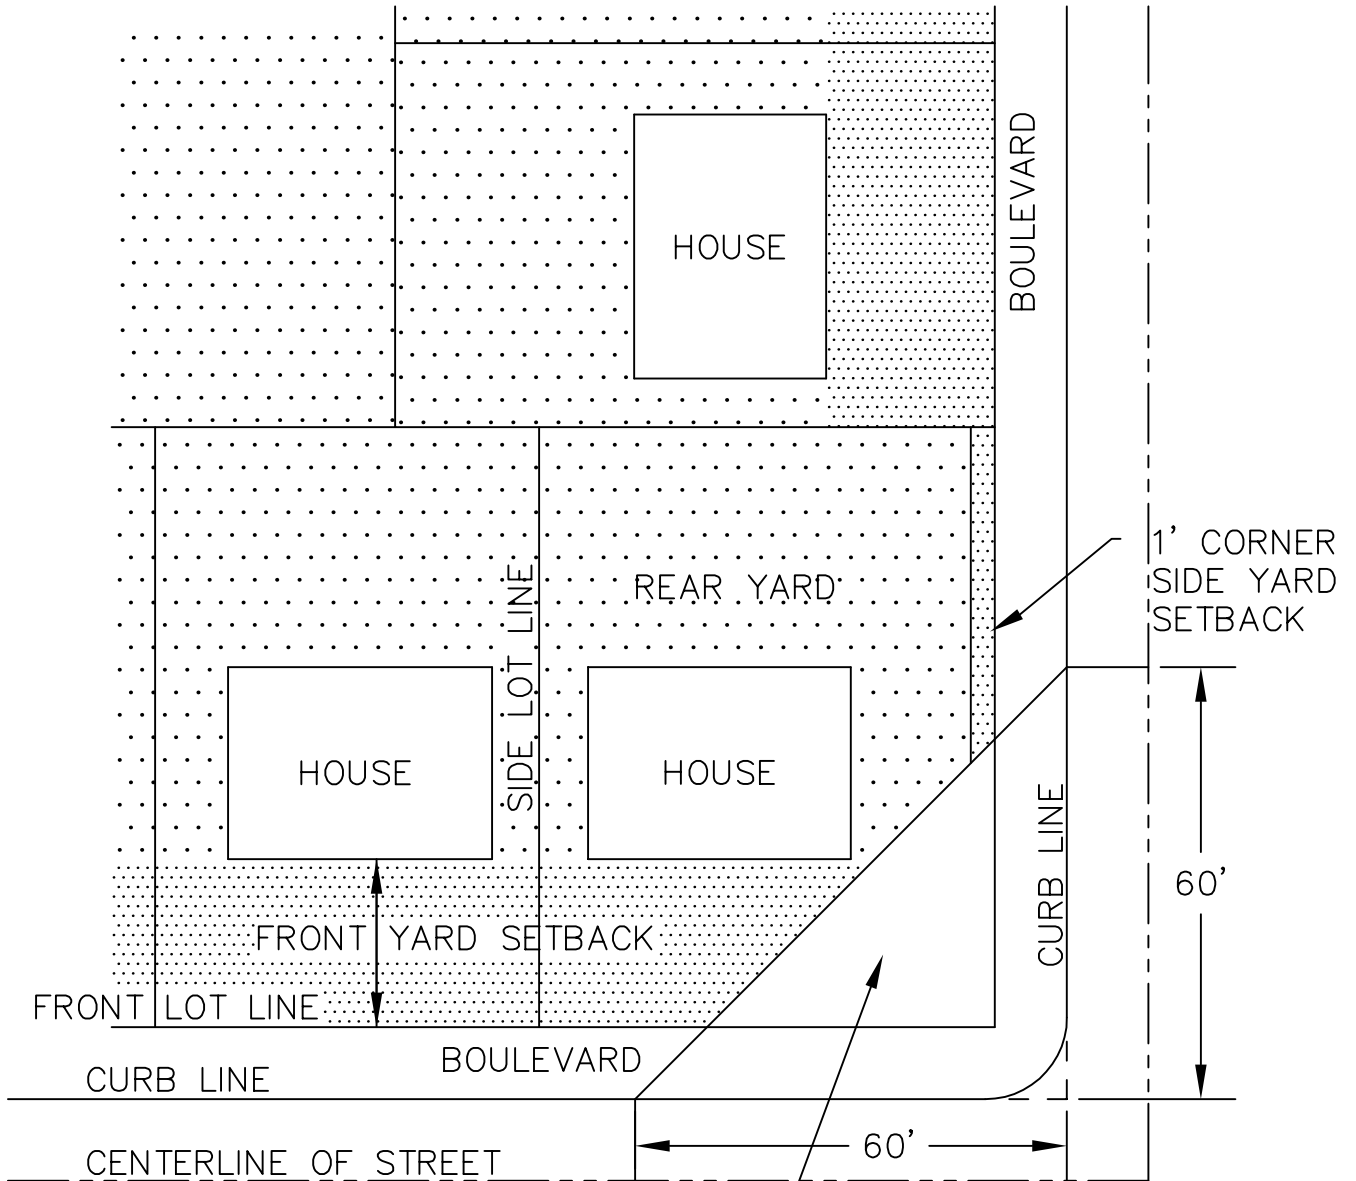 BOULEVARD
HOUSE
1' CORNER
SIDE YARD
SETBACK
REAR YARD
SIDE LOT LINE
HOUSE
HOUSE
CURB LINE
60'
FRONT YARD SETBACK
FRONT LOT LINE
BOULEVARD
CURB LINE
60'
CENTERLINE OF STREET